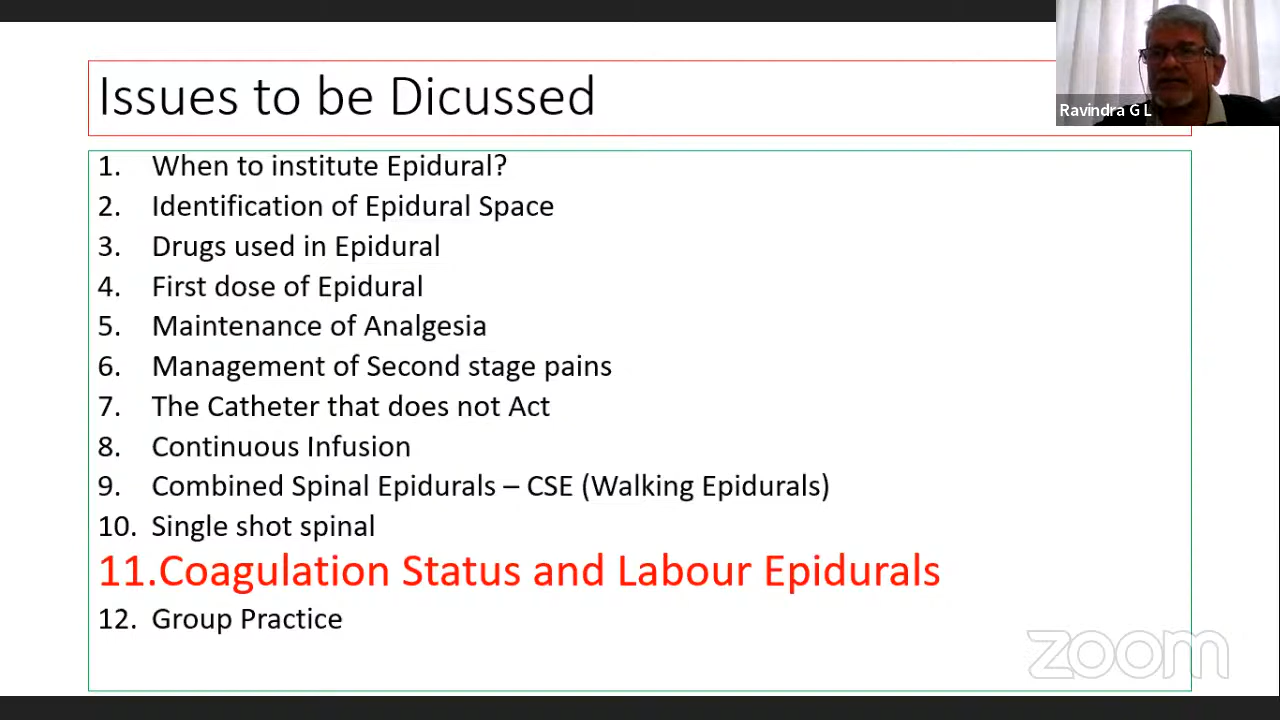 Issues to be Dicussed
Ravindra G L
1. When to institute Epidural?
2. Identification of Epidural Space
3. Drugs used in Epidural
4. First dose of Epidural
5. Maintenance of Analgesia
6. Management of Second stage pains
7. The Catheter that does not Act
8. Continuous Infusion
9. Combined Spinal Epidurals – CSE (Walking Epidurals)
10. Single shot spinal
11.Coagulation Status and Labour Epidurals
12. Group Practice
zoom